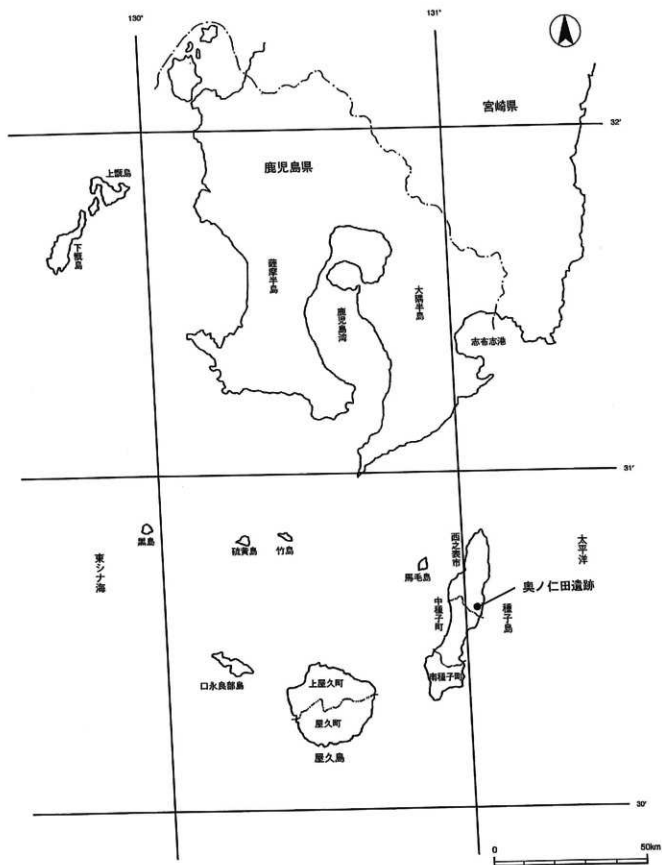 130°
131°
宮崎県
32°
鹿児島県
上甑島
下甑島
薩摩半島
鹿児島湾
大隅半島
志布志港
31°
黒島
硫黄島
竹島
馬毛島
西之表市
太平洋
東シナ海
奥ノ仁田遺跡
中種子町
種子島
南種子町
口永良部島
上屋久町
屋久町
屋久島
30°
0
50km